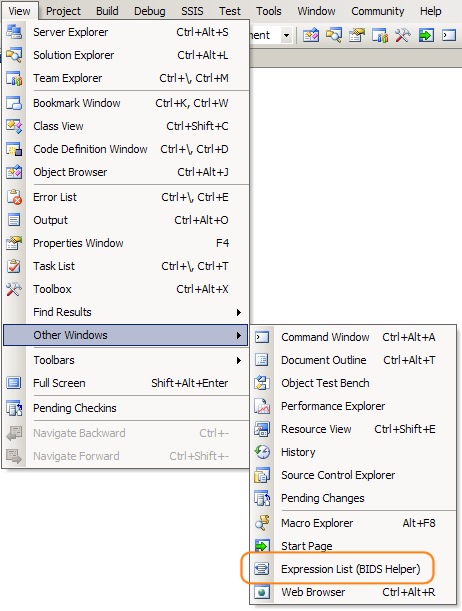 View Project Build Debug SSIS Test Tools Window Help
Server Explorer Ctrl+Alt+S
Solution Explorer Ctrl+Alt+L
ment
Team Explorer Ctrl+\, Ctrl+M
Bookmark Window Ctrl+K, Ctrl+W
Class View Ctrl+Shift+C
Code Definition Window Ctrl+\, Ctrl+D
Object Browser Ctrl+Alt+J
Error List Ctrl+\, Ctrl+E
Output Ctrl+Alt+O
Properties Window F4
Task List Ctrl+\, Ctrl+T
Toolbox Ctrl+Alt+X
Find Results
Other Windows
Toolbars
Full Screen Shift+Alt+Enter
Pending Checkins
Navigate Backward Ctrl+-
Navigate Forward Ctrl+Shift+-
Command Window Ctrl+Alt+A
Document Outline Ctrl+Alt+T
Object Test Bench
Performance Explorer
Resource View Ctrl+Shift+E
History
Source Control Explorer
Pending Changes
Macro Explorer Alt+F8
Start Page
Expression List (BIDS Helper)
Web Browser Ctrl+Alt+R